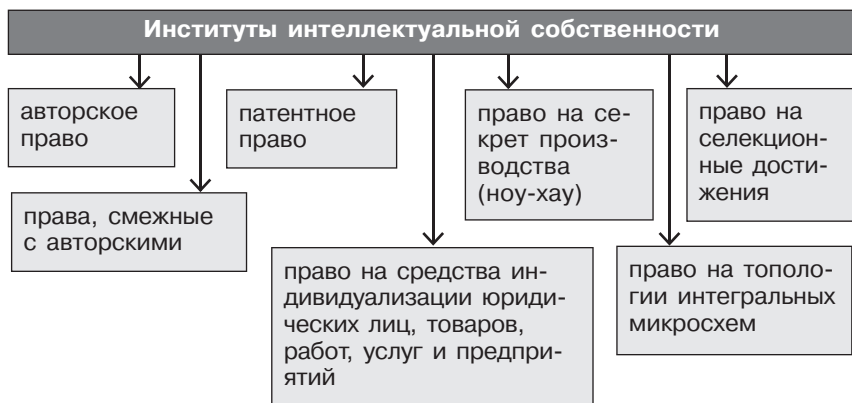 Институты интеллектуальной собственности
авторское
право
патентное
право
право на се-
крет произ-
водства
(ноу-хау)
право на
селекцион-
ные дости-
жения
права, смежные
с авторскими
право на средства ин-
дивидуализации юриди-
ческих лиц, товаров,
работ, услуг и предпри-
ятий
право на тополо-
гии интегральных
микросхем